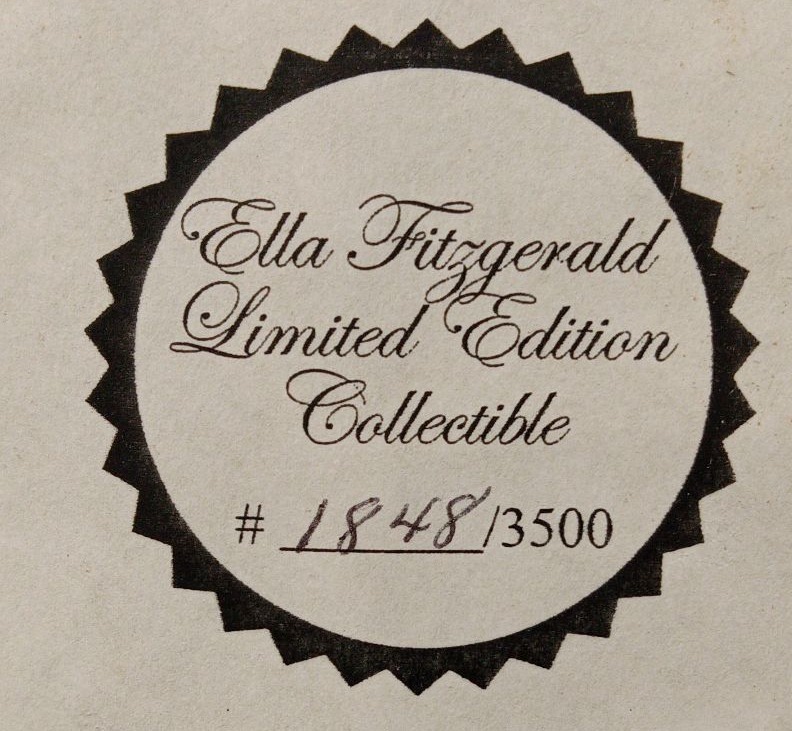 Ella Fitzgerald
Limited Edition
Collectible
# 1848/3500